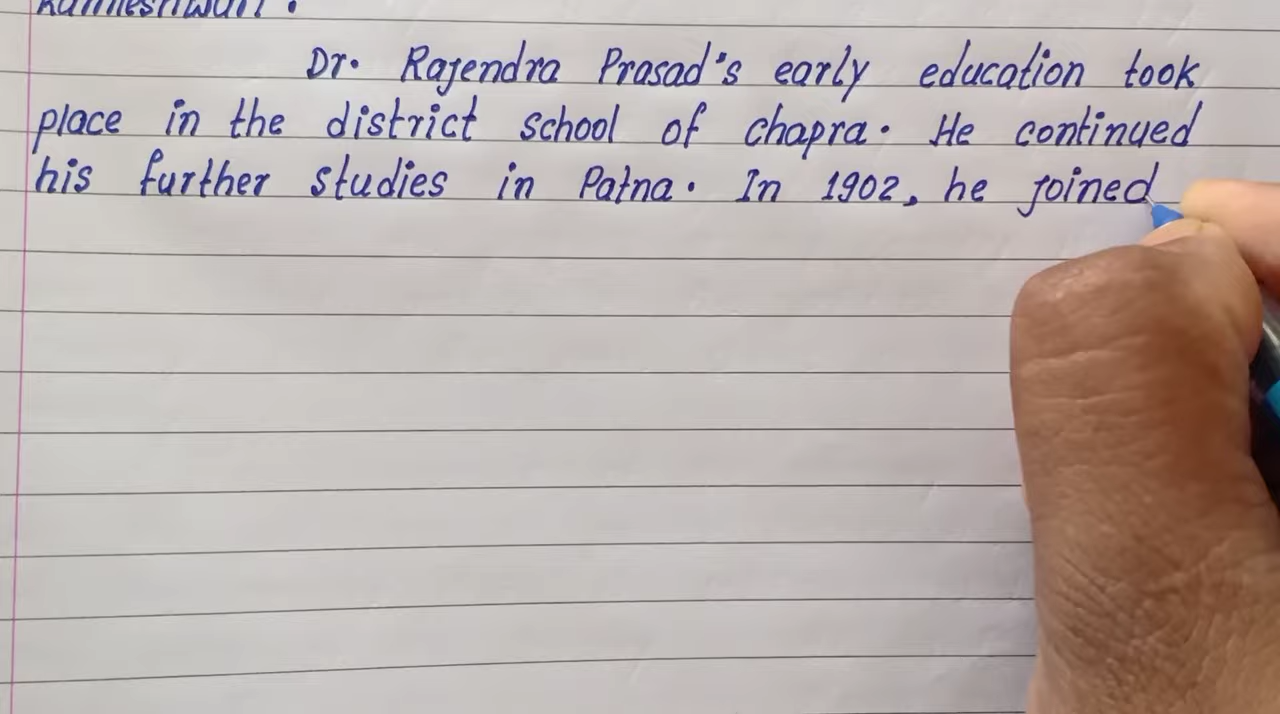 Dr. Rajendra Prasad's early education took
place in the district school of chapra. He continued
his further studies in Patna. In 1902, he joined